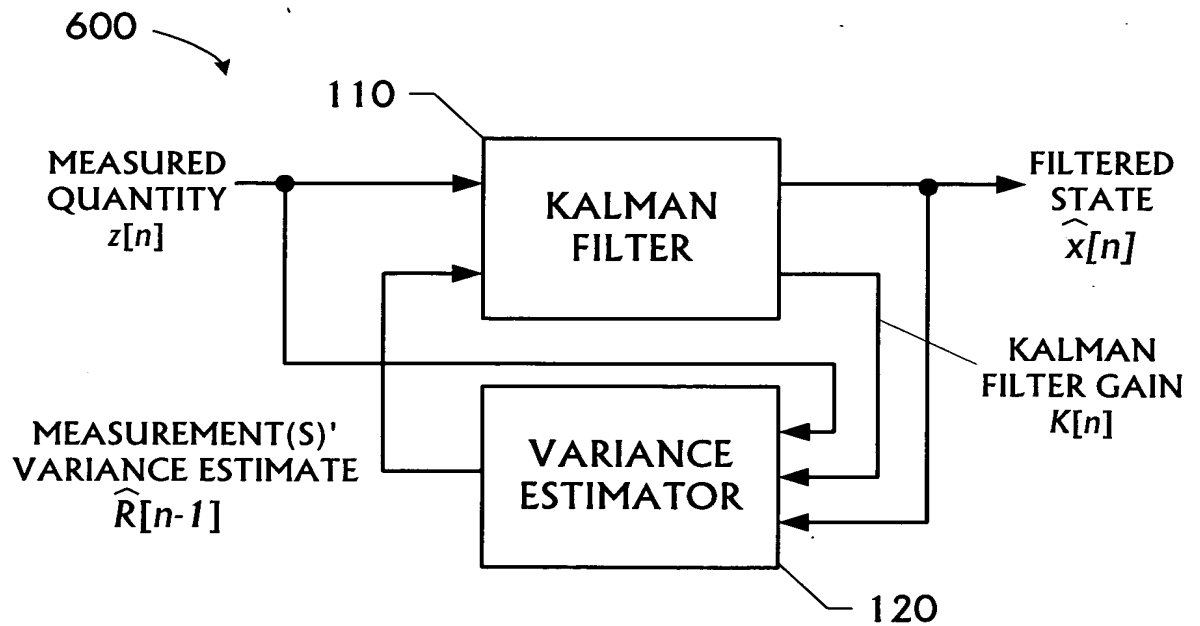 600
110
MEASURED
QUANTITY
z[n]
KALMAN
FILTER
FILTERED
STATE
x̂[n]
KALMAN
FILTER GAIN
K[n]
MEASUREMENT(S)'
VARIANCE ESTIMATE
R̂[n-1]
VARIANCE
ESTIMATOR
120